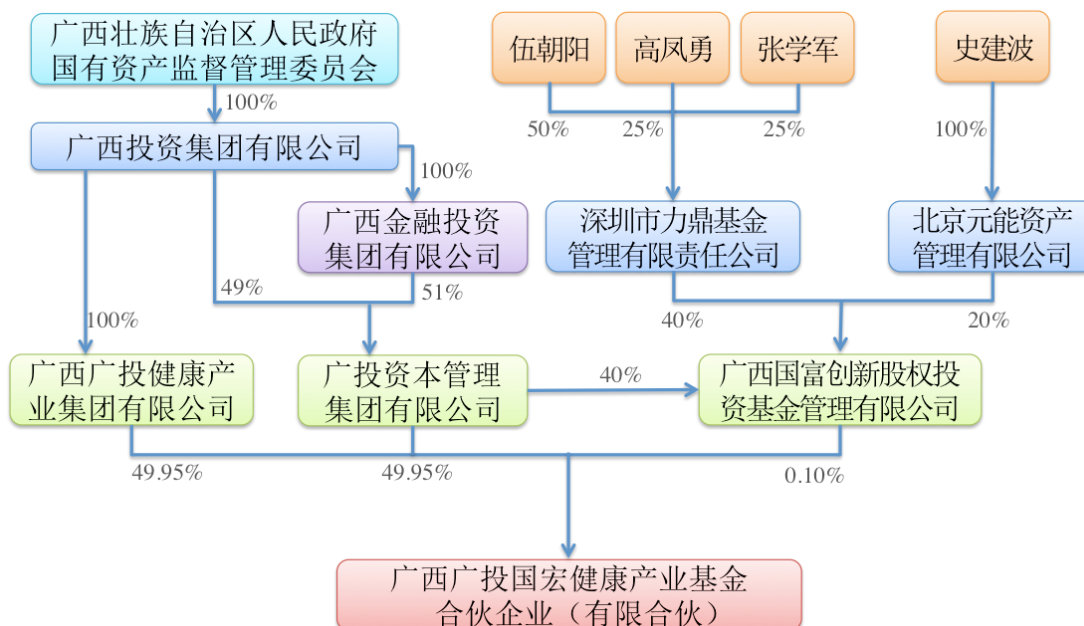 广西壮族自治区人民政府
国有资产监督管理委员会
伍朝阳
高凤勇
张学军
史建波
100%
50%
25%
25%
100%
广西投资集团有限公司
100%
广西金融投资
集团有限公司
深圳市力鼎基金
管理有限责任公司
北京元能资产
管理有限公司
49%
51%
100%
40%
20%
广西广投健康产
业集团有限公司
广投资本管理
集团有限公司
40%
广西国富创新股权投
资基金管理有限公司
49.95%
49.95%
0.10%
广西广投国宏健康产业基金
合伙企业（有限合伙）